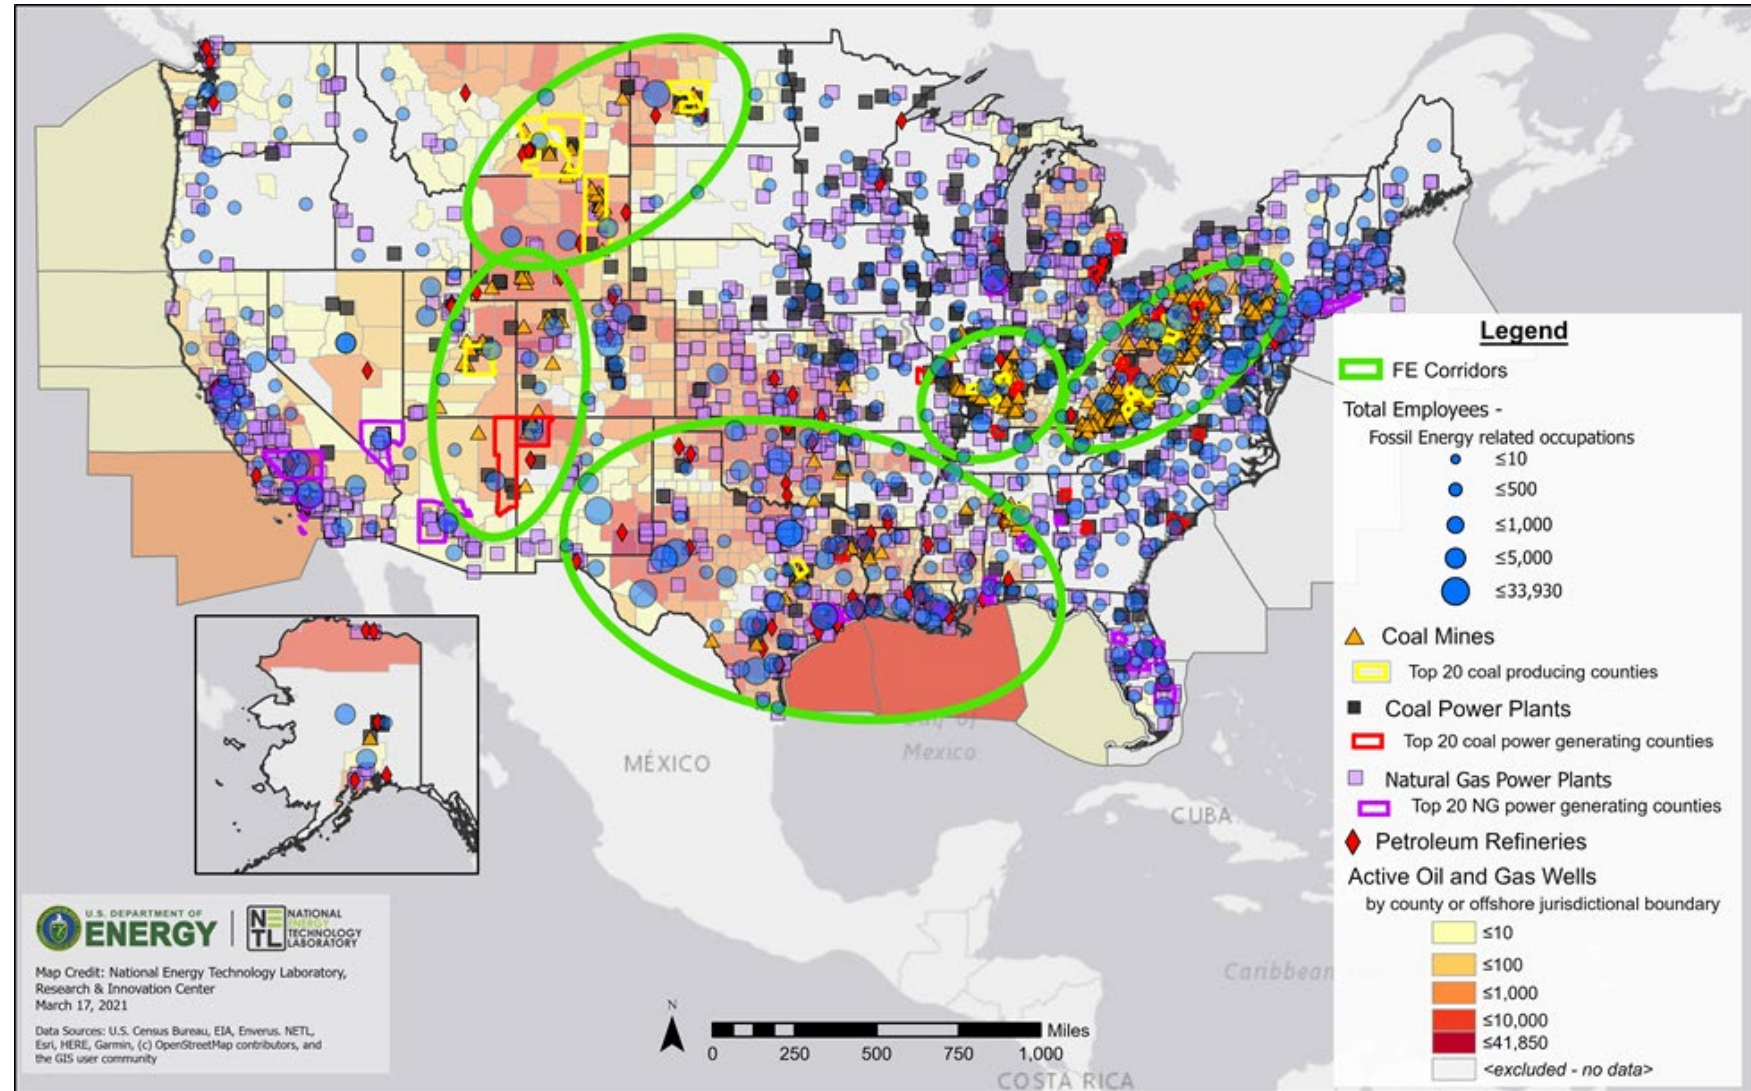 Legend
FE Corridors
Total Employees -
Fossil Energy related occupations
≤10
≤500
≤1,000
≤5,000
≤33,930
Coal Mines
Top 20 coal producing counties
Coal Power Plants
Top 20 coal power generating counties
Natural Gas Power Plants
Top 20 NG power generating counties
Petroleum Refineries
Active Oil and Gas Wells
by county or offshore jurisdictional boundary
≤10
≤100
≤1,000
≤10,000
≤41,850
<excluded - no data>
MÉXICO
Gulf of
Mexico
CUBA
Caribbean
COSTA RICA
U.S. DEPARTMENT OF
ENERGY
NETL
NATIONAL
ENERGY
TECHNOLOGY
LABORATORY
Map Credit: National Energy Technology Laboratory,
Research & Innovation Center
March 17, 2021
Data Sources: U.S. Census Bureau, EIA, Enverus. NETL,
Esri, HERE, Garmin, (c) OpenStreetMap contributors, and
the GIS user community
N
Miles
0 250 500 750 1,000